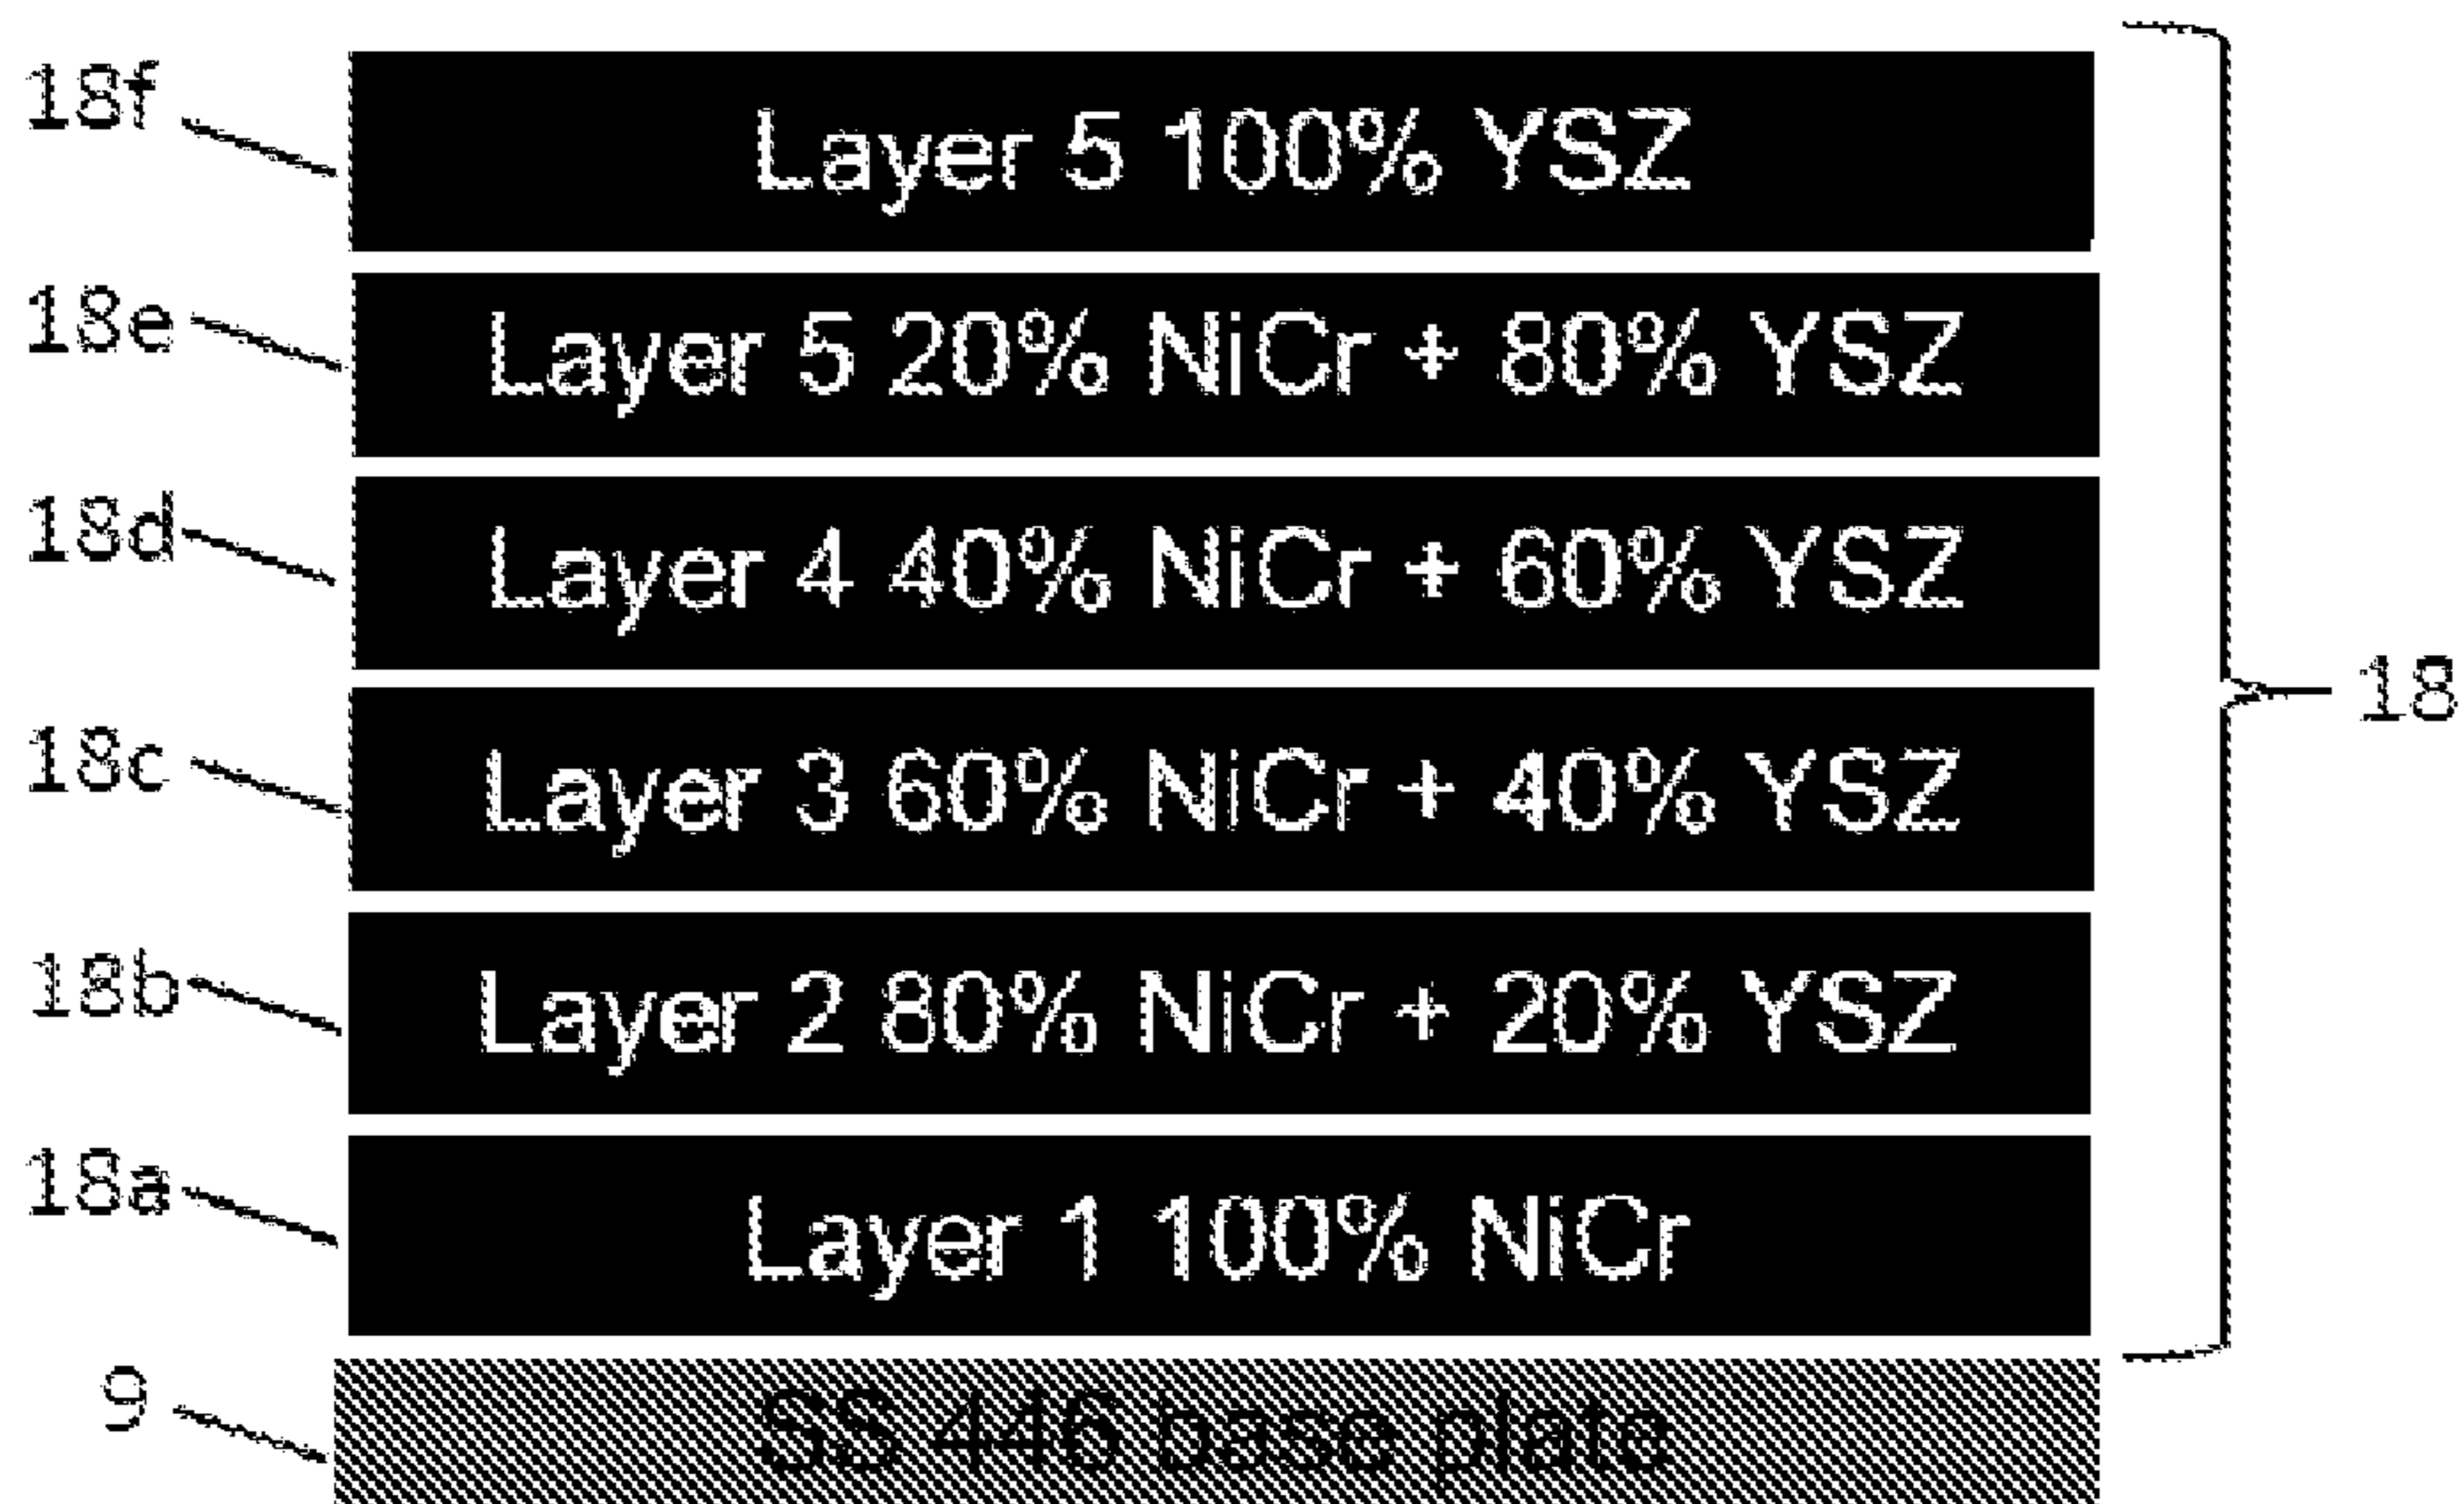 18f
Layer 5 100% YSZ
18e
Layer 5 20% NiCr + 80% YSZ
18d
Layer 4 40% NiCr + 60% YSZ
18
18c
Layer 3 60% NiCr + 40% YSZ
18b
Layer 2 80% NiCr + 20% YSZ
18a
Layer 1 100% NiCr
9
SS 446 base plate